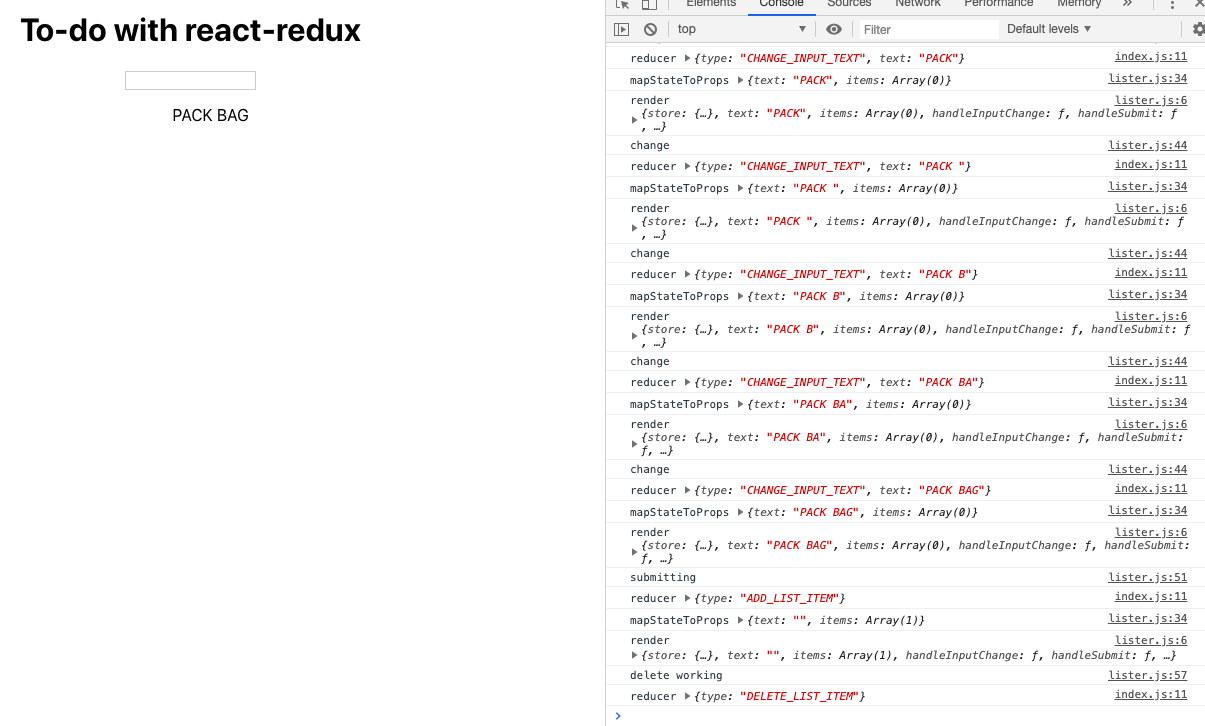 To-do with react-redux
PACK BAG
Elements Console Sources Network Performance Memory »
top ▼ Filter Default levels ▼
reducer ▶{type: "CHANGE_INPUT_TEXT", text: "PACK"} index.js:11
mapStateToProps ▶{text: "PACK", items: Array(0)} lister.js:34
render lister.js:6
▶{store: {…}, text: "PACK", items: Array(0), handleInputChange: ƒ, handleSubmit: ƒ
, …}
change lister.js:44
reducer ▶{type: "CHANGE_INPUT_TEXT", text: "PACK "} index.js:11
mapStateToProps ▶{text: "PACK ", items: Array(0)} lister.js:34
render lister.js:6
▶{store: {…}, text: "PACK ", items: Array(0), handleInputChange: ƒ, handleSubmit: ƒ
, …}
change lister.js:44
reducer ▶{type: "CHANGE_INPUT_TEXT", text: "PACK B"} index.js:11
mapStateToProps ▶{text: "PACK B", items: Array(0)} lister.js:34
render lister.js:6
▶{store: {…}, text: "PACK B", items: Array(0), handleInputChange: ƒ, handleSubmit: ƒ
, …}
change lister.js:44
reducer ▶{type: "CHANGE_INPUT_TEXT", text: "PACK BA"} index.js:11
mapStateToProps ▶{text: "PACK BA", items: Array(0)} lister.js:34
render lister.js:6
▶{store: {…}, text: "PACK BA", items: Array(0), handleInputChange: ƒ, handleSubmit:
ƒ, …}
change lister.js:44
reducer ▶{type: "CHANGE_INPUT_TEXT", text: "PACK BAG"} index.js:11
mapStateToProps ▶{text: "PACK BAG", items: Array(0)} lister.js:34
render lister.js:6
▶{store: {…}, text: "PACK BAG", items: Array(0), handleInputChange: ƒ, handleSubmit:
ƒ, …}
submitting lister.js:51
reducer ▶{type: "ADD_LIST_ITEM"} index.js:11
mapStateToProps ▶{text: "", items: Array(1)} lister.js:34
render lister.js:6
▶{store: {…}, text: "", items: Array(1), handleInputChange: ƒ, handleSubmit: ƒ, …}
delete working lister.js:57
reducer ▶{type: "DELETE_LIST_ITEM"} index.js:11